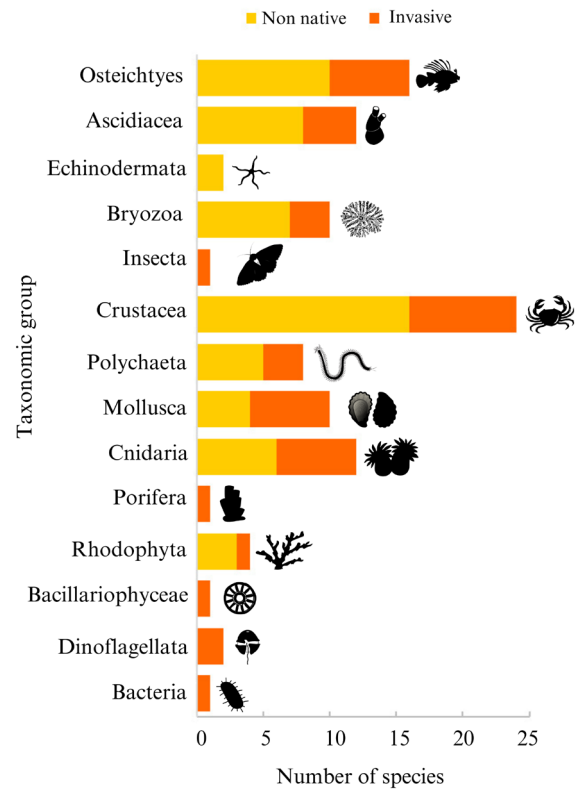 Non native Invasive
Osteichtyes
Ascidiacea
Echinodermata
Bryozoa
Insecta
Crustacea
Polychaeta
Mollusca
Cnidaria
Porifera
Rhodophyta
Bacillariophyceae
Dinoflagellata
Bacteria
Taxonomic group
0 5 10 15 20 25
Number of species